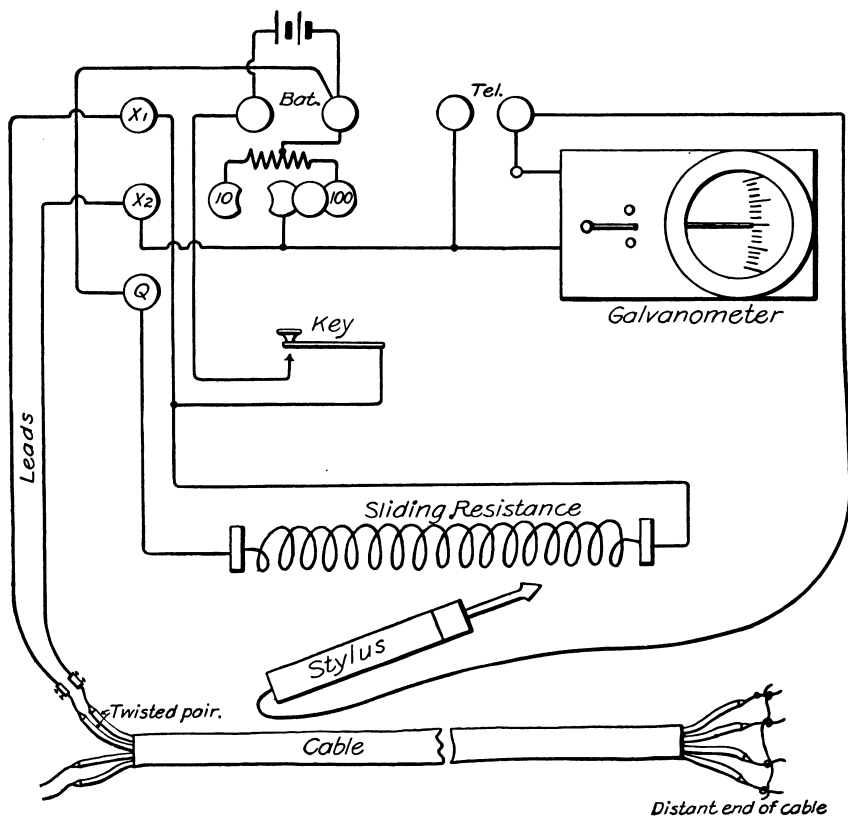 Bat.
Tel.
X1
10
100
X2
Q
Galvanometer
Key
Leads
Sliding Resistance
Stylus
Twisted pair.
Cable
Distant end of cable